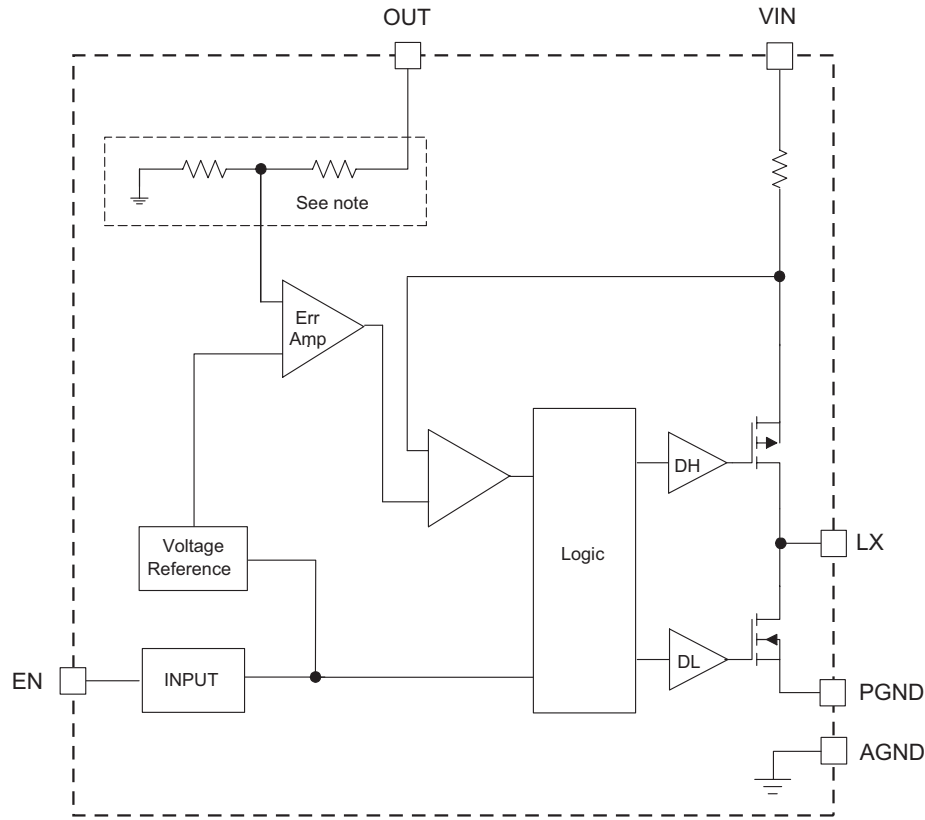 OUT
VIN
See note
Err
Amp
DH
Voltage
Reference
Logic
LX
DL
EN
INPUT
PGND
AGND